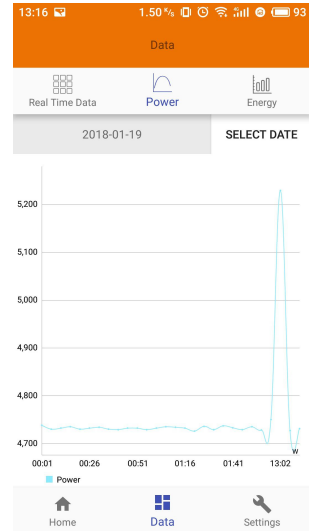 13:16 1.50 K/s 93
Data
Real Time Data Power Energy
2018-01-19 SELECT DATE
5,200
5,100
5,000
4,900
4,800
4,700
W
00:01 00:26 00:51 01:16 01:41 13:02
Power
Home Data Settings